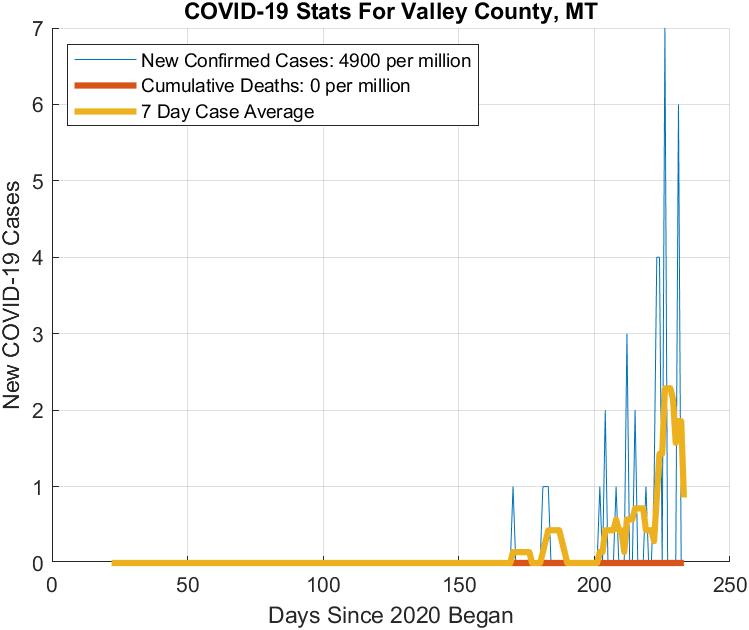 COVID-19 Stats For Valley County, MT
New Confirmed Cases: 4900 per million
Cumulative Deaths: 0 per million
7 Day Case Average
New COVID-19 Cases
7
6
5
4
3
2
1
0
0 50 100 150 200 250
Days Since 2020 Began